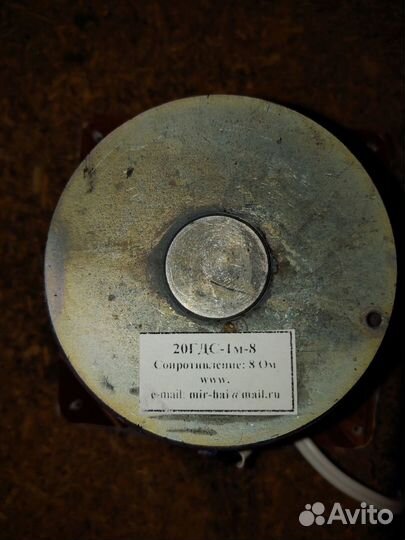 20ГДС-1м-8
Сопротивление: 8 Ом
www.
e-mail: mir-hai@mail.ru
Avito